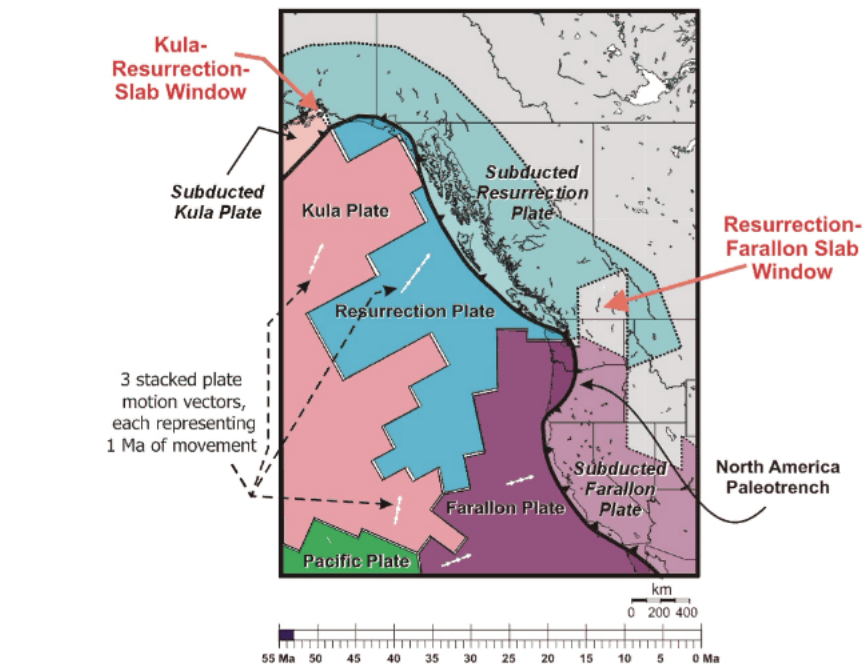 Kula-
Resurrection-
Slab Window
Subducted
Kula Plate
Kula Plate
Subducted
Resurrection
Plate
Resurrection-
Farallon Slab
Window
Resurrection Plate
3 stacked plate
motion vectors,
each representing
1 Ma of movement
Subducted
Farallon
Plate
North America
Paleotrench
Farallon Plate
Pacific Plate
km
0 200 400
55 Ma 50 45 40 35 30 25 20 15 10 5 0 Ma